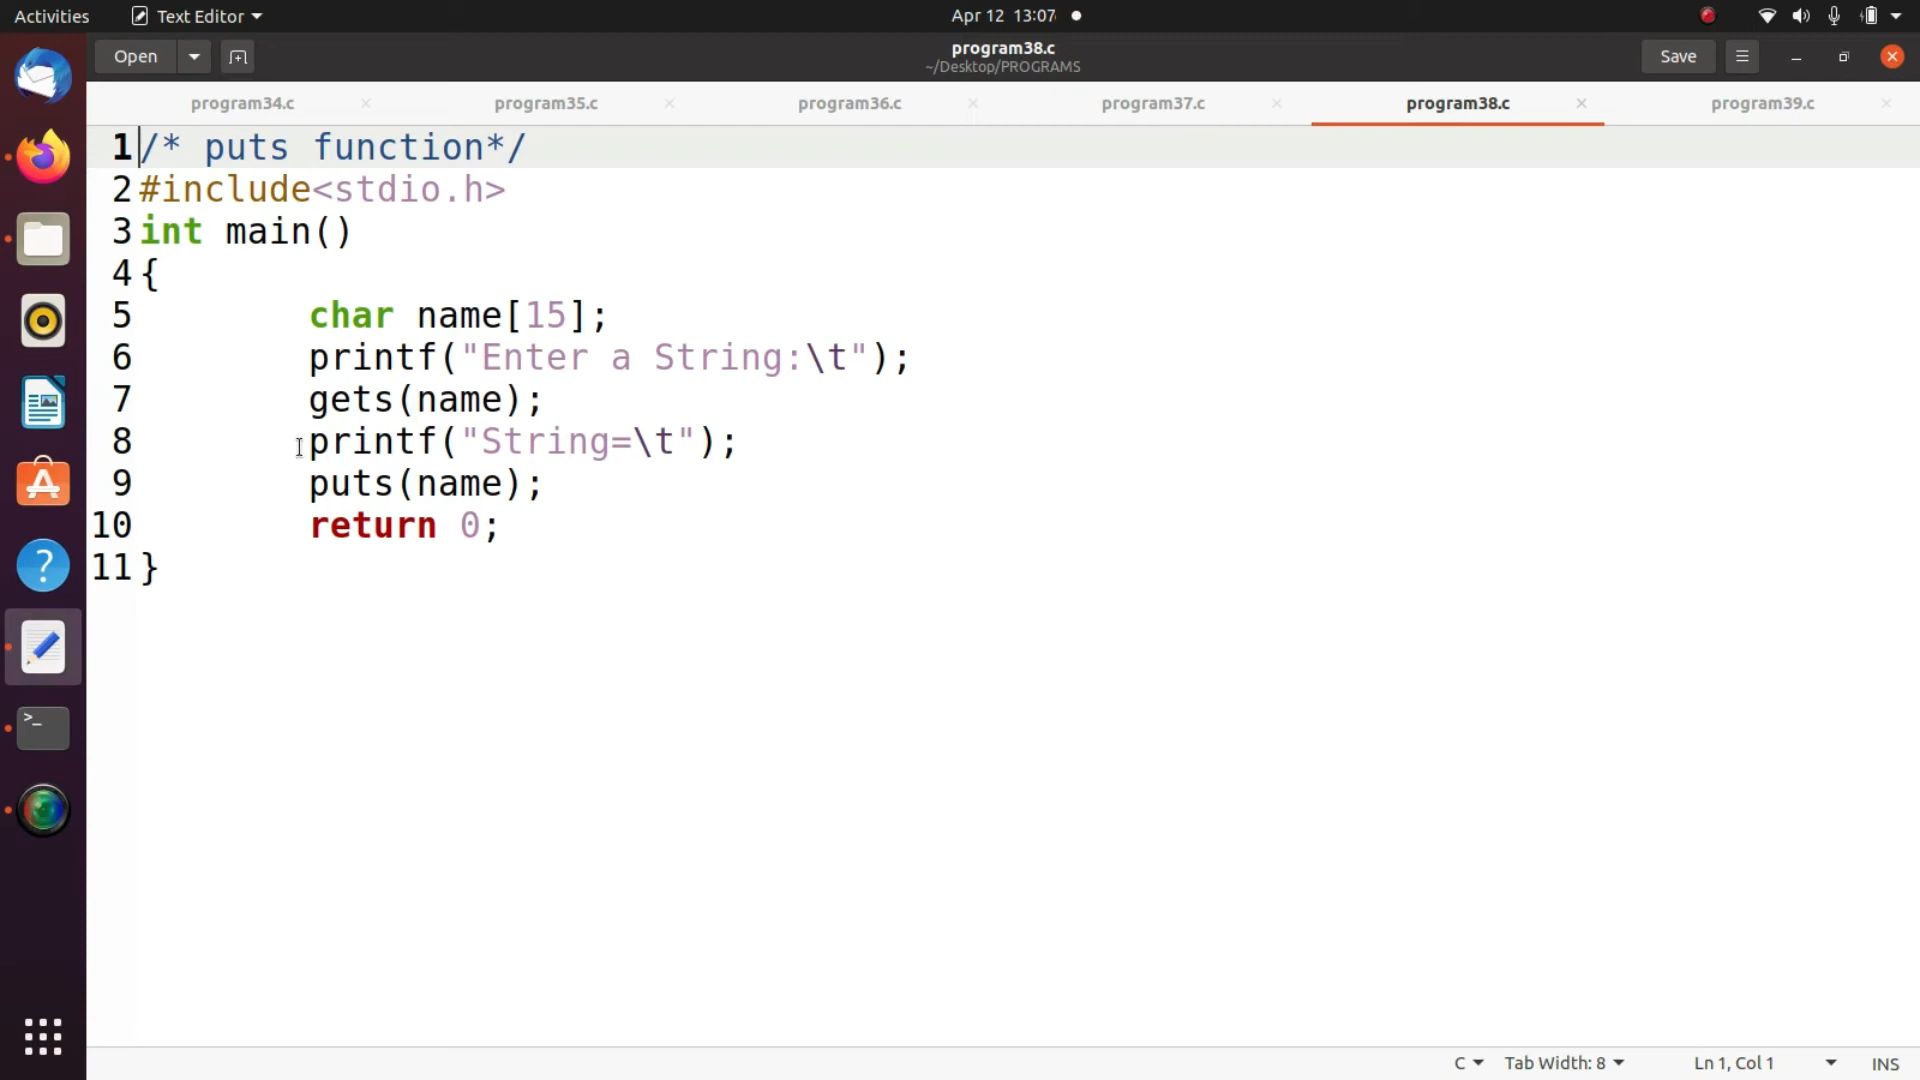 Activities Text Editor Apr 12 13:07
Open program38.c Save
~/Desktop/PROGRAMS
program34.c program35.c program36.c program37.c program38.c program39.c
1 /* puts function*/
2 #include<stdio.h>
3 int main()
4 {
5 char name[15];
6 printf("Enter a String:\t");
7 gets(name);
8 printf("String=\t");
9 puts(name);
10 return 0;
11 }
C Tab Width: 8 Ln 1, Col 1 INS